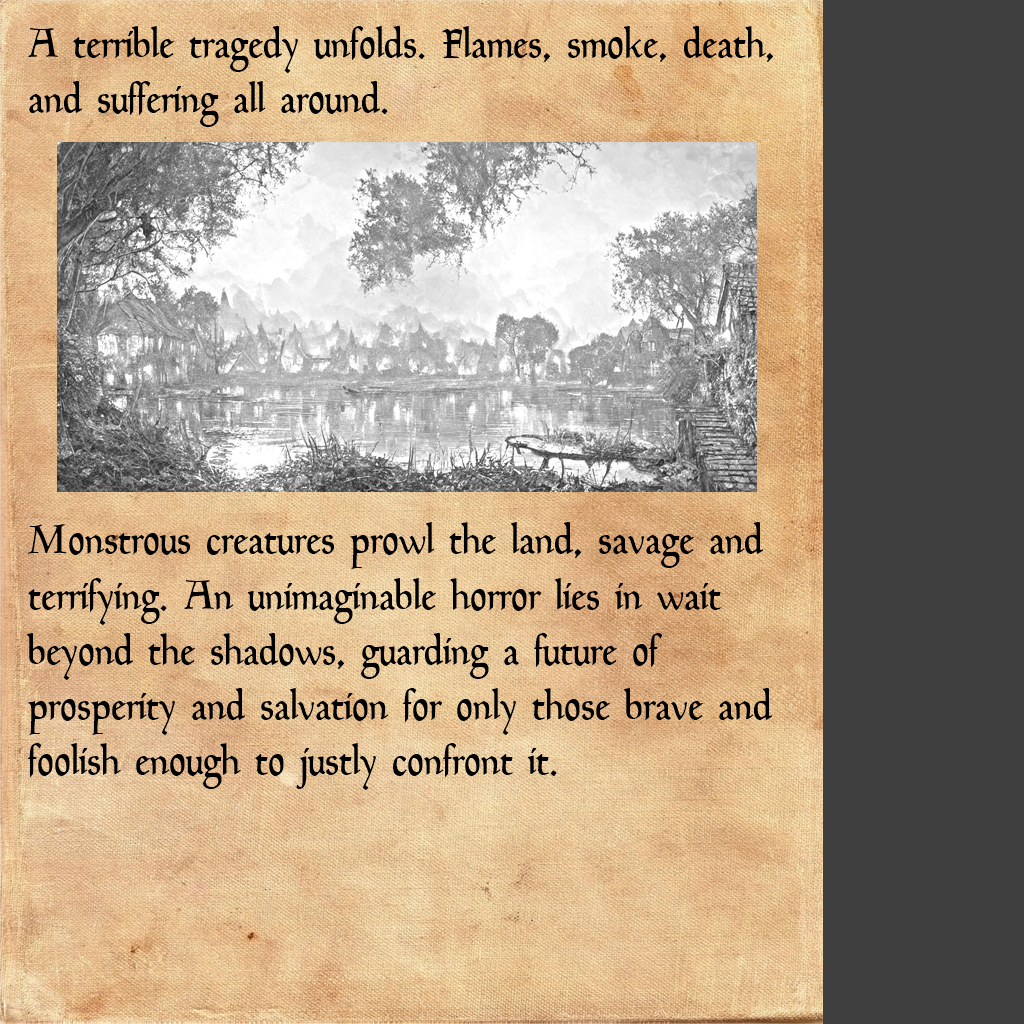 A terrible tragedy unfolds. Flames, smoke, death,
and suffering all around.
Monstrous creatures prowl the land, savage and
terrifying. An unimaginable horror lies in wait
beyond the shadows, guarding a future of
prosperity and salvation for only those brave and
foolish enough to justly confront it.